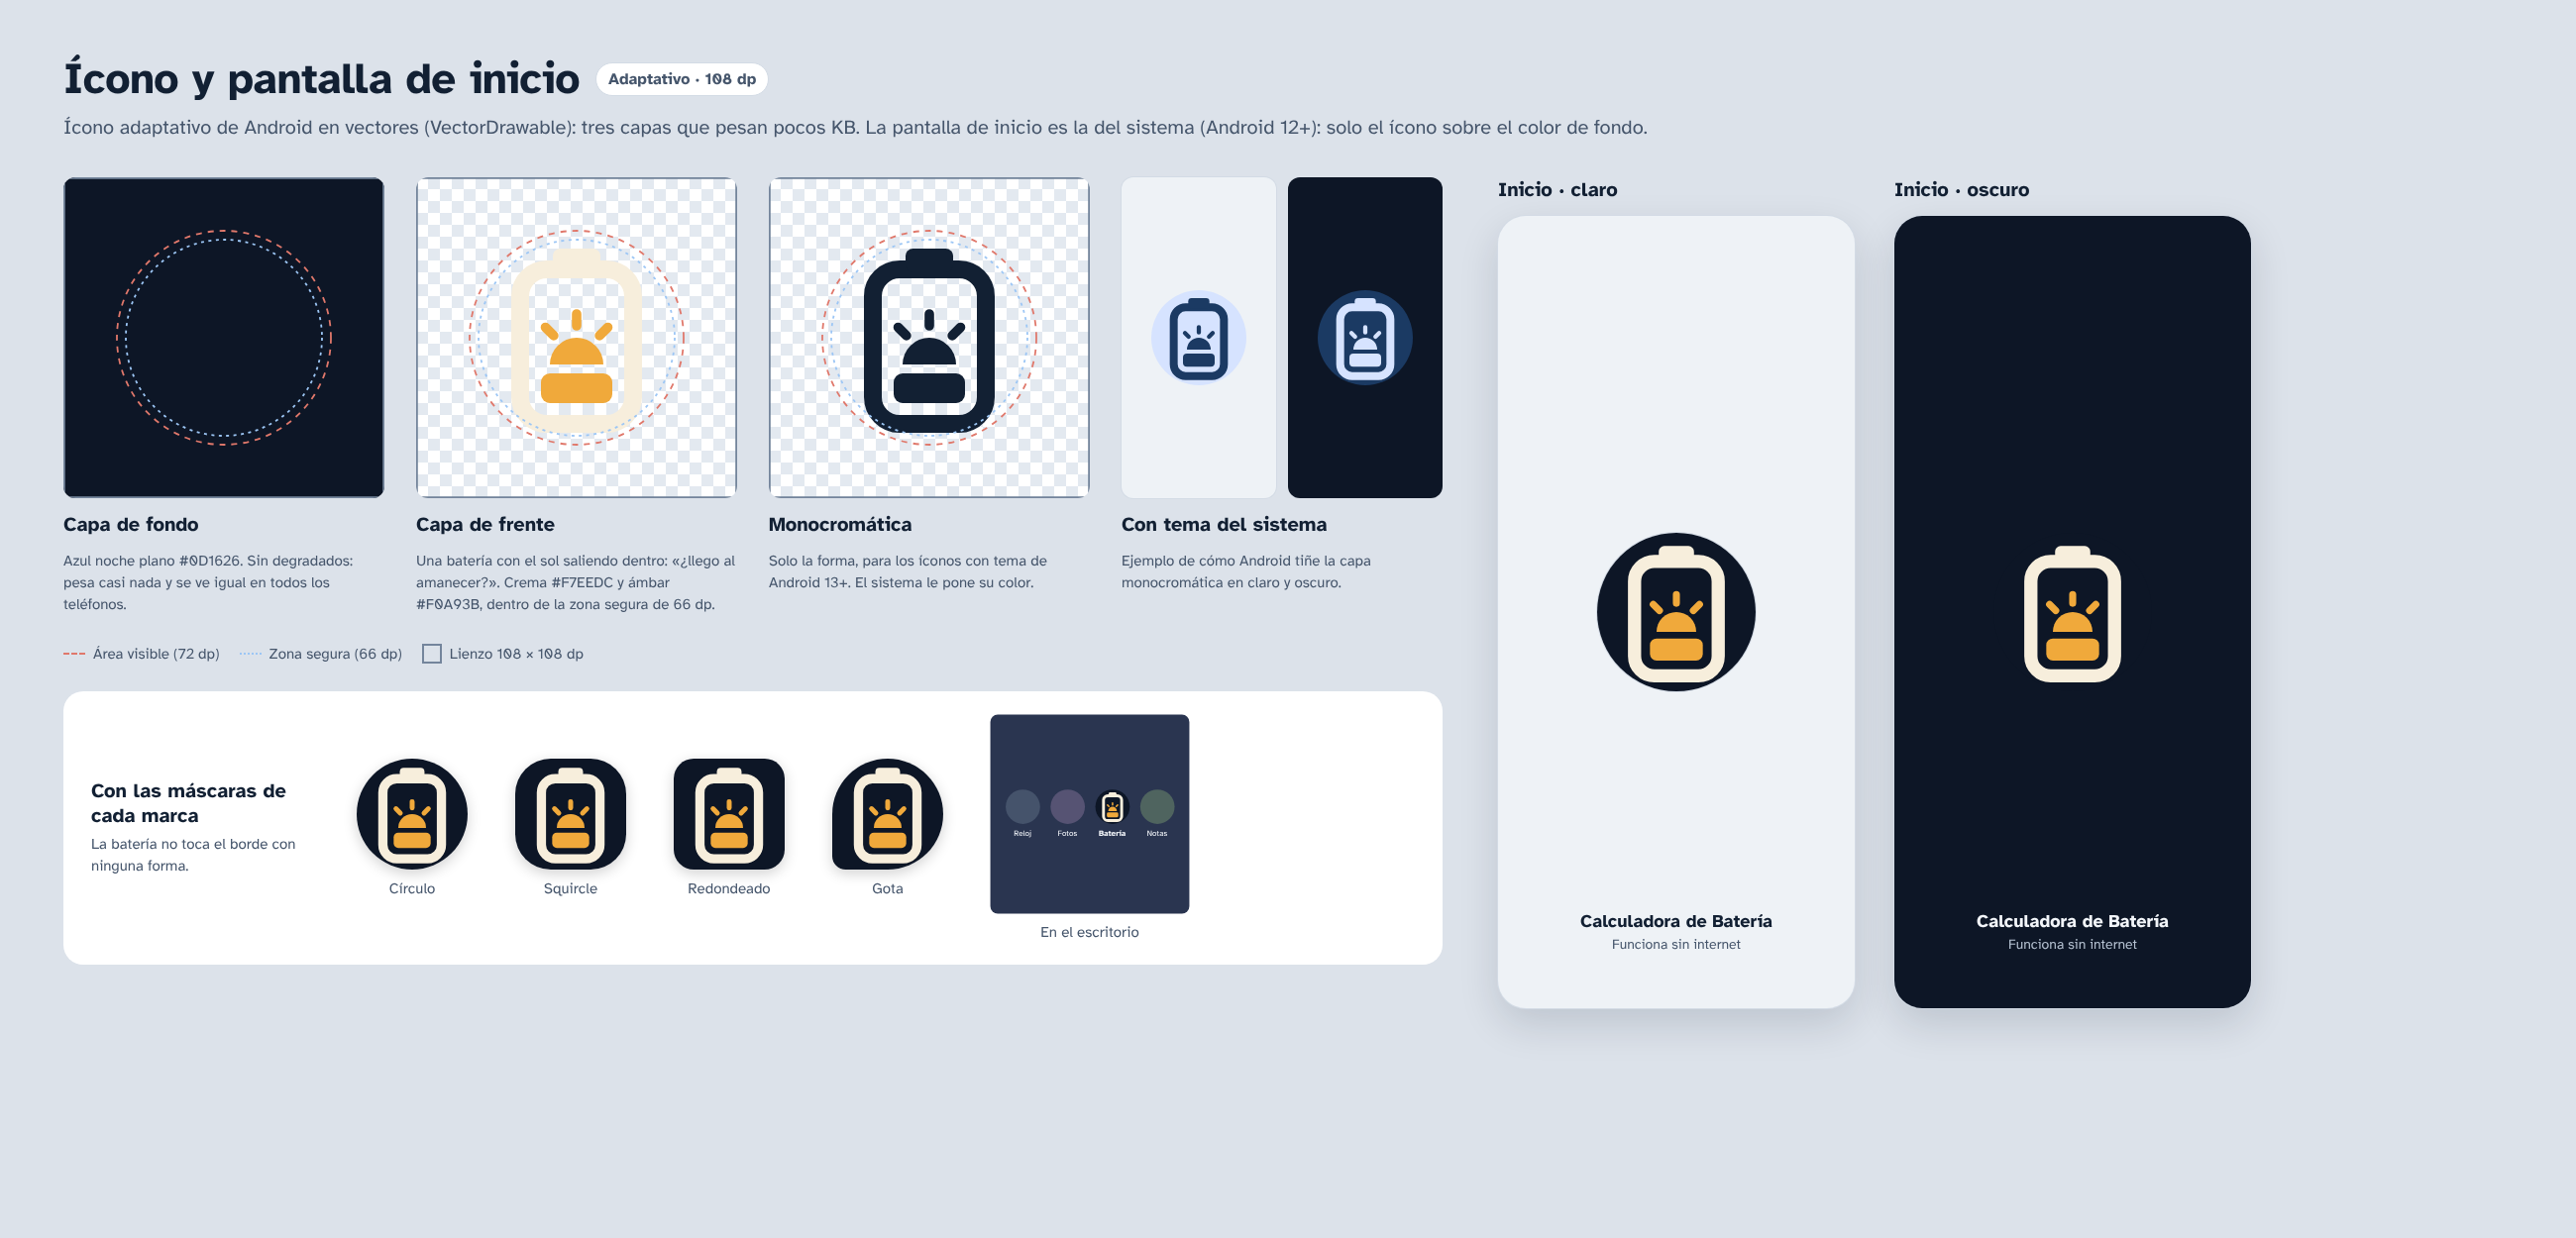 Ícono y pantalla de inicio
Adaptativo · 108 dp
Ícono adaptativo de Android en vectores (VectorDrawable): tres capas que pesan pocos KB. La pantalla de inicio es la del sistema (Android 12+): solo el ícono sobre el color de fondo.
Capa de fondo
Azul noche plano #0D1626. Sin degradados:
pesa casi nada y se ve igual en todos los
teléfonos.
Capa de frente
Una batería con el sol saliendo dentro: «¿llego al
amanecer?». Crema #F7EEDC y ámbar
#F0A93B, dentro de la zona segura de 66 dp.
Monocromática
Solo la forma, para los íconos con tema de
Android 13+. El sistema le pone su color.
Con tema del sistema
Ejemplo de cómo Android tiñe la capa
monocromática en claro y oscuro.
Área visible (72 dp)
Zona segura (66 dp)
Lienzo 108 × 108 dp
Con las máscaras de
cada marca
La batería no toca el borde con
ninguna forma.
Círculo
Squircle
Redondeado
Gota
Reloj
Fotos
Batería
Notas
En el escritorio
Inicio · claro
Calculadora de Batería
Funciona sin internet
Inicio · oscuro
Calculadora de Batería
Funciona sin internet